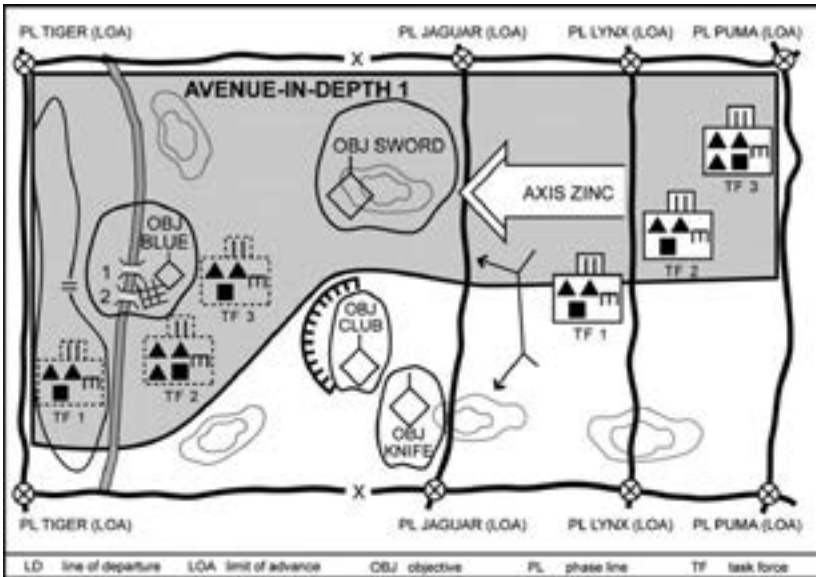 PL TIGER (LOA) PL JAGUAR (LOA) PL LYNX (LOA) PL PUMA (LOA)
X
AVENUE-IN-DEPTH 1
OBJ SWORD
AXIS ZINC
TF 3
TF 2
TF 1
OBJ
BLUE
1
2
TF 3
TF 2
TF 1
OBJ
CLUB
OBJ
KNIFE
X
PL TIGER (LOA) PL JAGUAR (LOA) PL LYNX (LOA) PL PUMA (LOA)
LD line of departure LOA limit of advance OBJ objective PL phase line TF task force